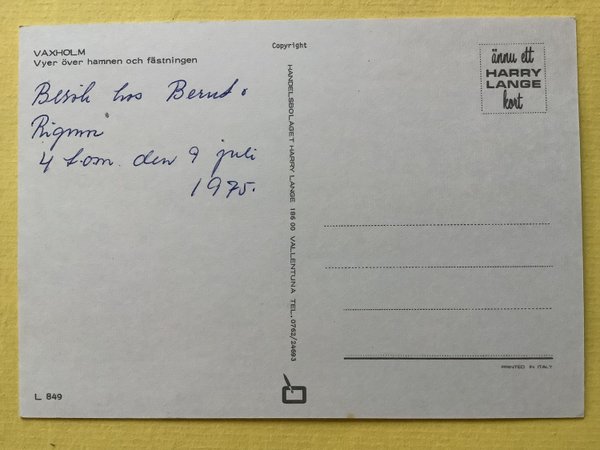 VAXHOLM
Vyer över hamnen och fästningen
Besök hos Bernt o
4 t.om. den 9 juli
1975.
L. 849
Copyright
HANDELSBOLAGET HARRY LANGE 186 00 VALLENTUNA TEL. 0762/24693
ännu ett
HARRY
LANGE
kort
PRINTED IN ITALY